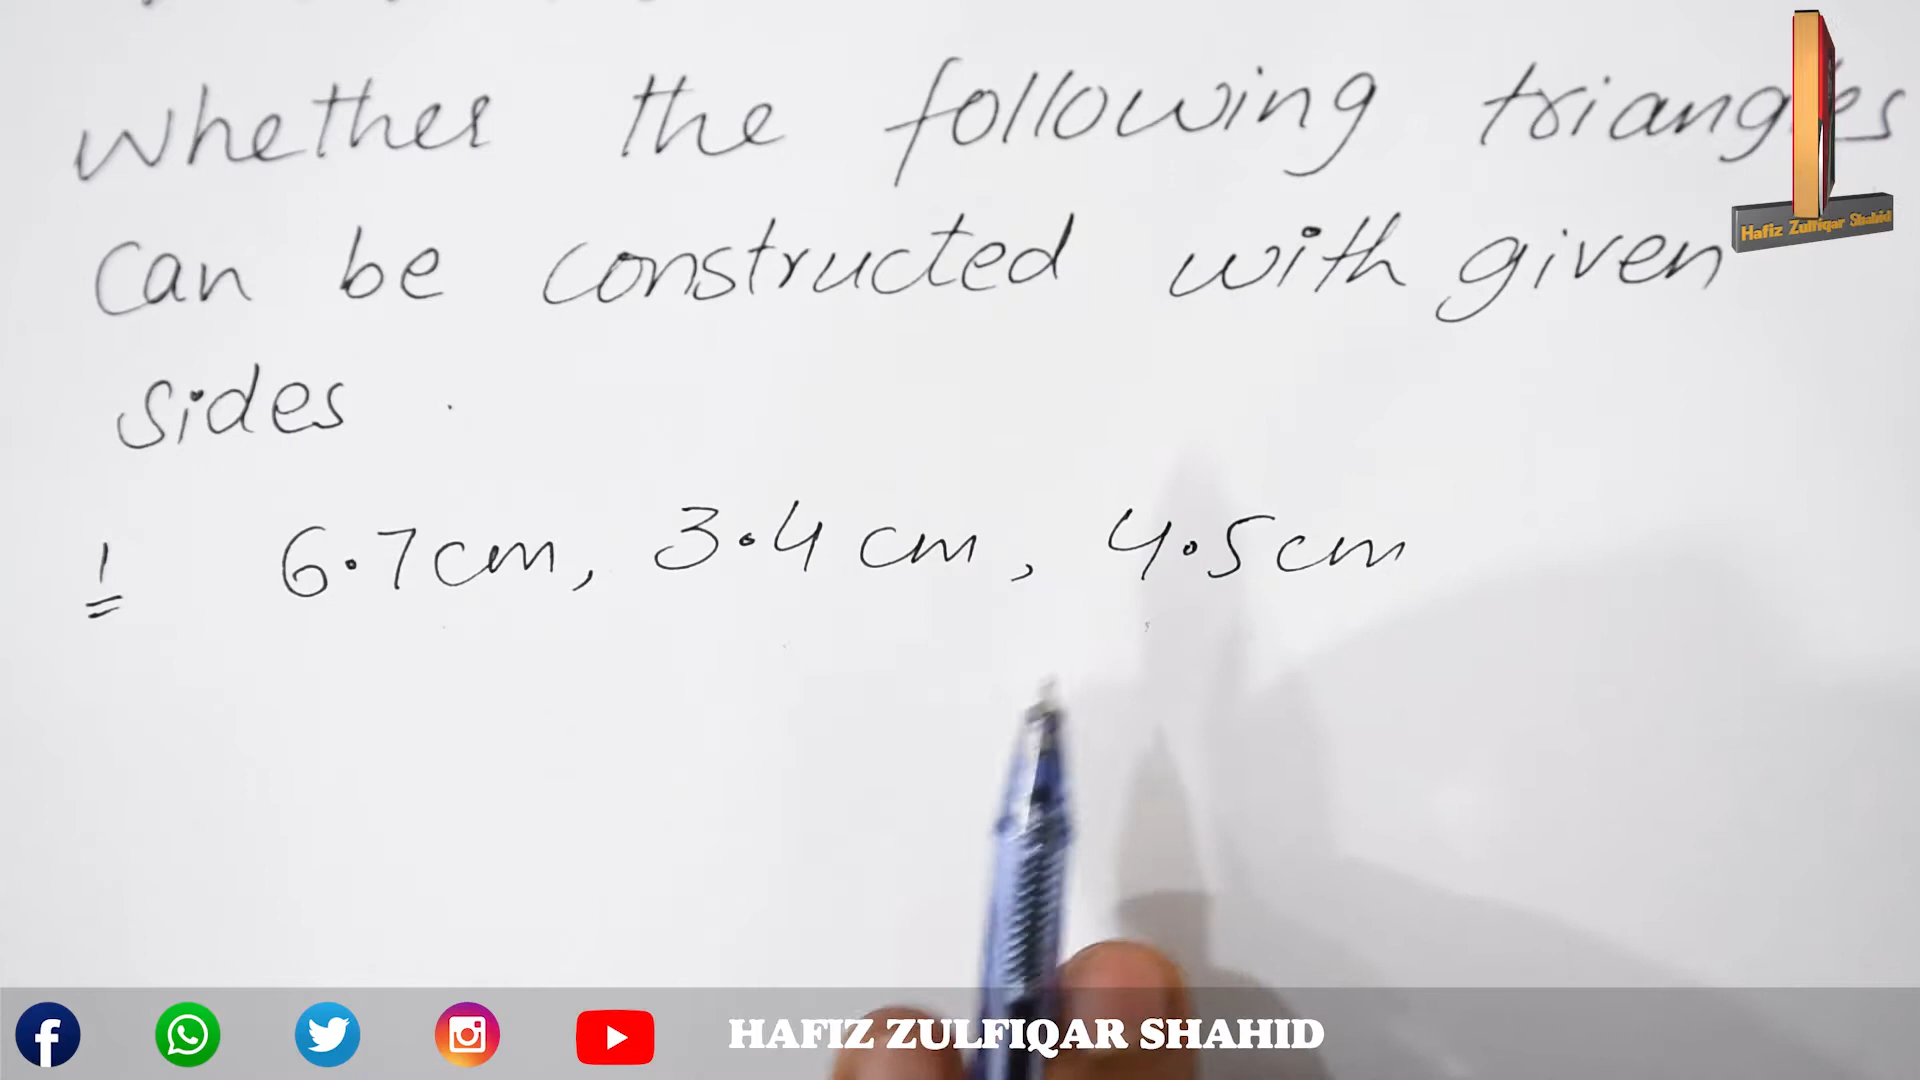 Whether the following triangles
can be constructed with given
sides.
1 6.7cm, 3.4 cm, 4.5cm
Hafiz Zulfiqar Shahid
HAFIZ ZULFIQAR SHAHID